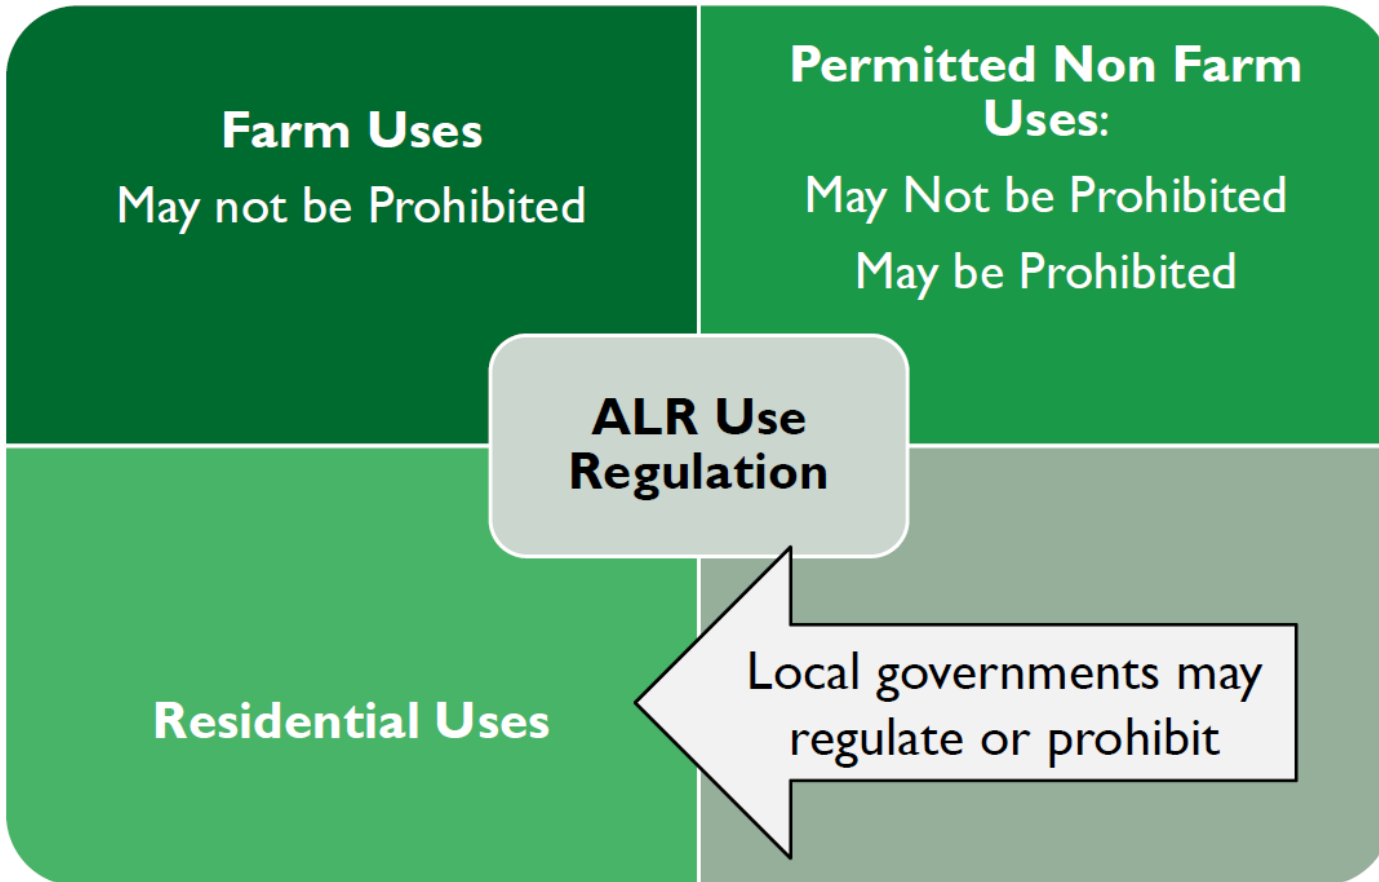 Farm Uses
May not be Prohibited
Permitted Non Farm
Uses:
May Not be Prohibited
May be Prohibited
ALR Use
Regulation
Residential Uses
Local governments may
regulate or prohibit